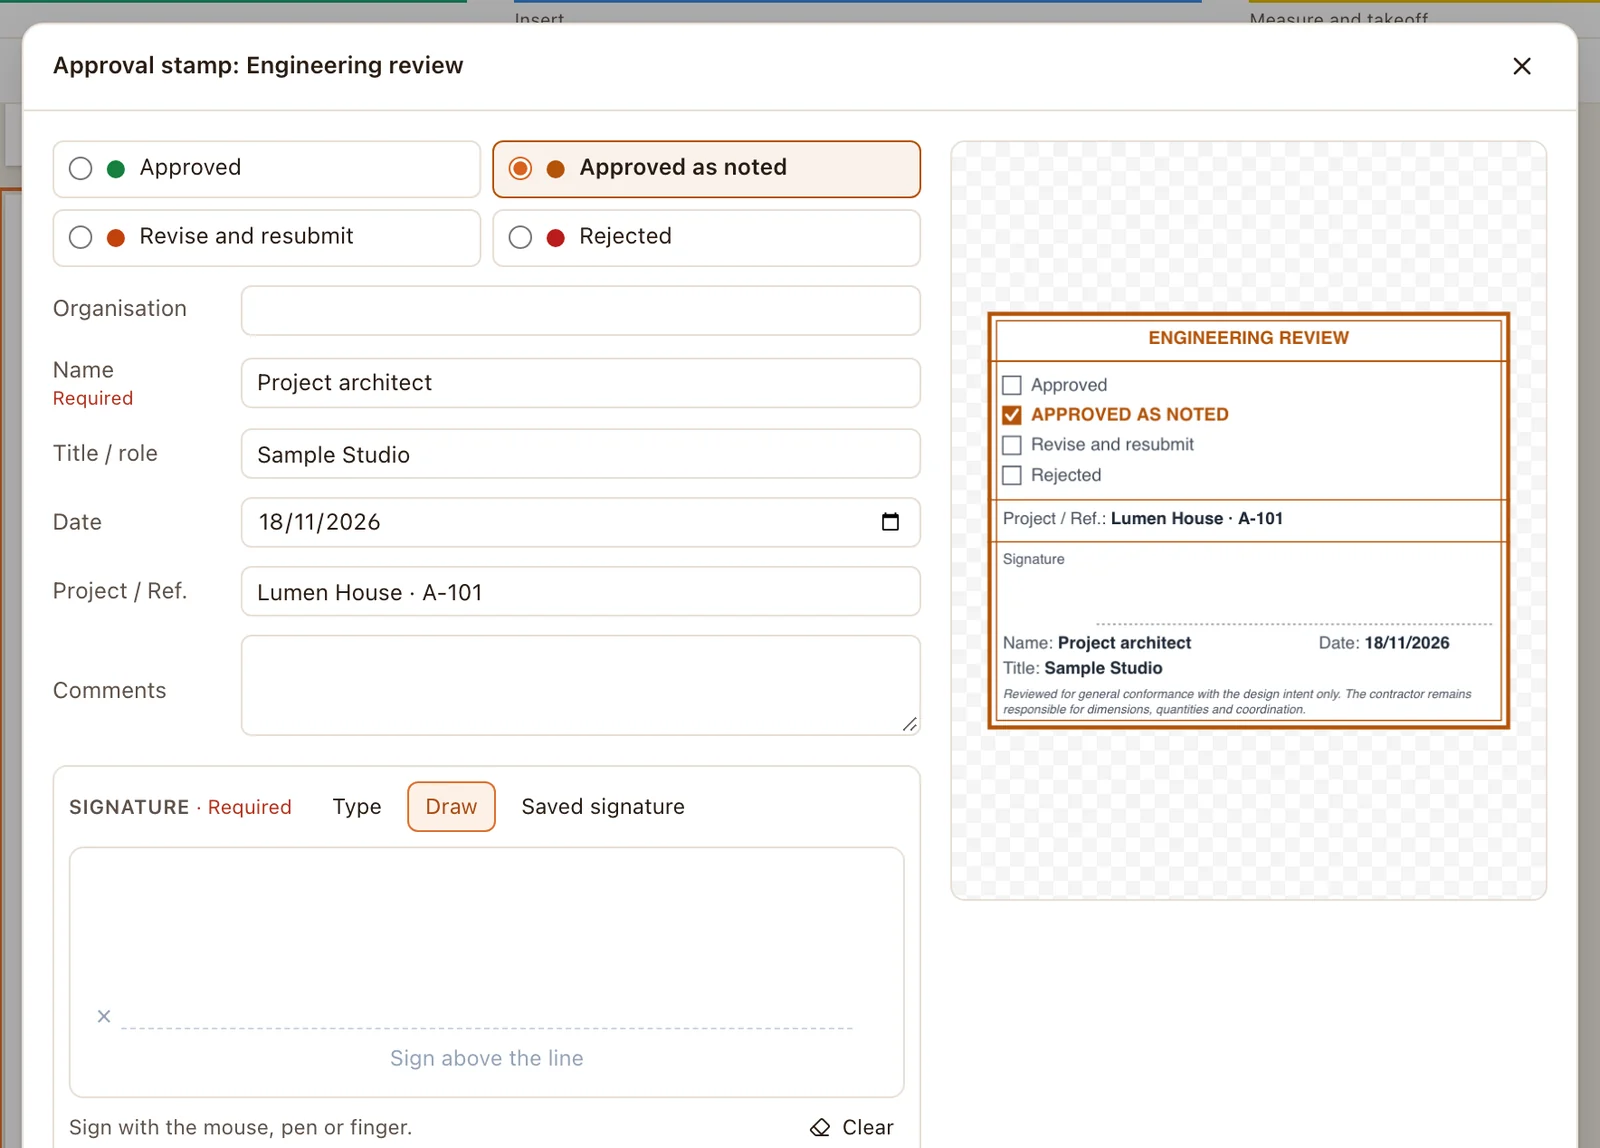 Insert
Measure and takeoff
Approval stamp: Engineering review
Approved
Approved as noted
Revise and resubmit
Rejected
Organisation
Name
Required
Project architect
Title / role
Sample Studio
Date
18/11/2026
Project / Ref.
Lumen House · A-101
Comments
SIGNATURE · Required
Type
Draw
Saved signature
Sign above the line
Sign with the mouse, pen or finger.
Clear
ENGINEERING REVIEW
Approved
APPROVED AS NOTED
Revise and resubmit
Rejected
Project / Ref.: Lumen House · A-101
Signature
Name: Project architect
Date: 18/11/2026
Title: Sample Studio
Reviewed for general conformance with the design intent only. The contractor remains
responsible for dimensions, quantities and coordination.